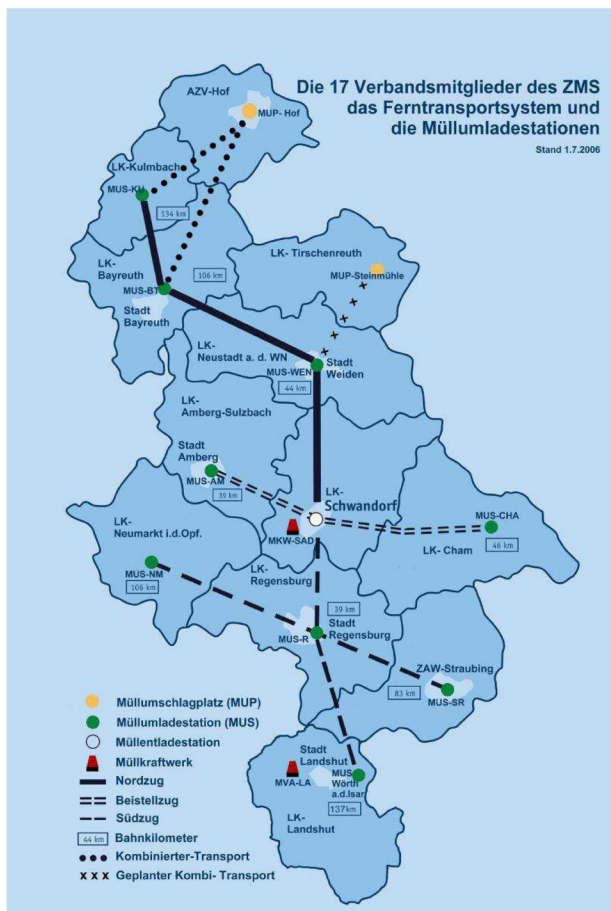 Die 17 Verbandsmitglieder des ZMS
das Ferntransportsystem und
die Müllumladestationen
Stand 1.7.2006
AZV-Hof
MUP- Hof
LK-Kulmbach
MUS-KU
134 km
LK-
Bayreuth
106 km
MUS-BT
Stadt
Bayreuth
LK- Tirschenreuth
MUP-Steinmühle
LK-
Neustadt a. d. WN
MUS-WEN
Stadt
Weiden
44 km
LK-
Amberg-Sulzbach
Stadt
Amberg
MUS-AM
39 km
LK-
Schwandorf
MKW-SAD
MUS-CHA
46 km
LK- Cham
LK-
Neumarkt i.d.Opf.
MUS-NM
106 km
LK-
Regensburg
39 km
Stadt
Regensburg
MUS-R
ZAW-Straubing
83 km
MUS-SR
Stadt
Landshut
MVA-LA
MUS
Wörth
a.d.Isar
137km
LK-
Landshut
Müllumschlagplatz (MUP)
Müllumladestation (MUS)
Müllentladestation
Müllkraftwerk
Nordzug
Beistellzug
Südzug
44 km Bahnkilometer
Kombinierter-Transport
x x x Geplanter Kombi- Transport